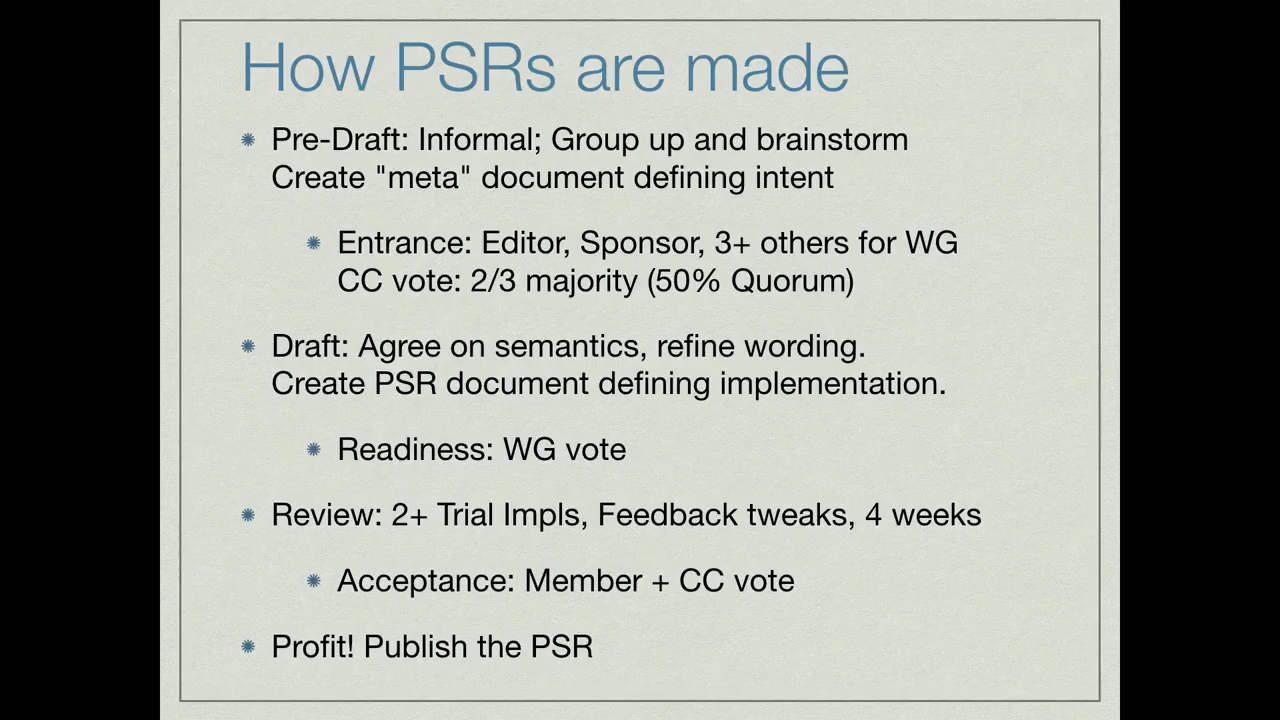 How PSRs are made
Pre-Draft: Informal; Group up and brainstorm
Create "meta" document defining intent
Entrance: Editor, Sponsor, 3+ others for WG
CC vote: 2/3 majority (50% Quorum)
Draft: Agree on semantics, refine wording.
Create PSR document defining implementation.
Readiness: WG vote
Review: 2+ Trial Impls, Feedback tweaks, 4 weeks
Acceptance: Member + CC vote
Profit! Publish the PSR